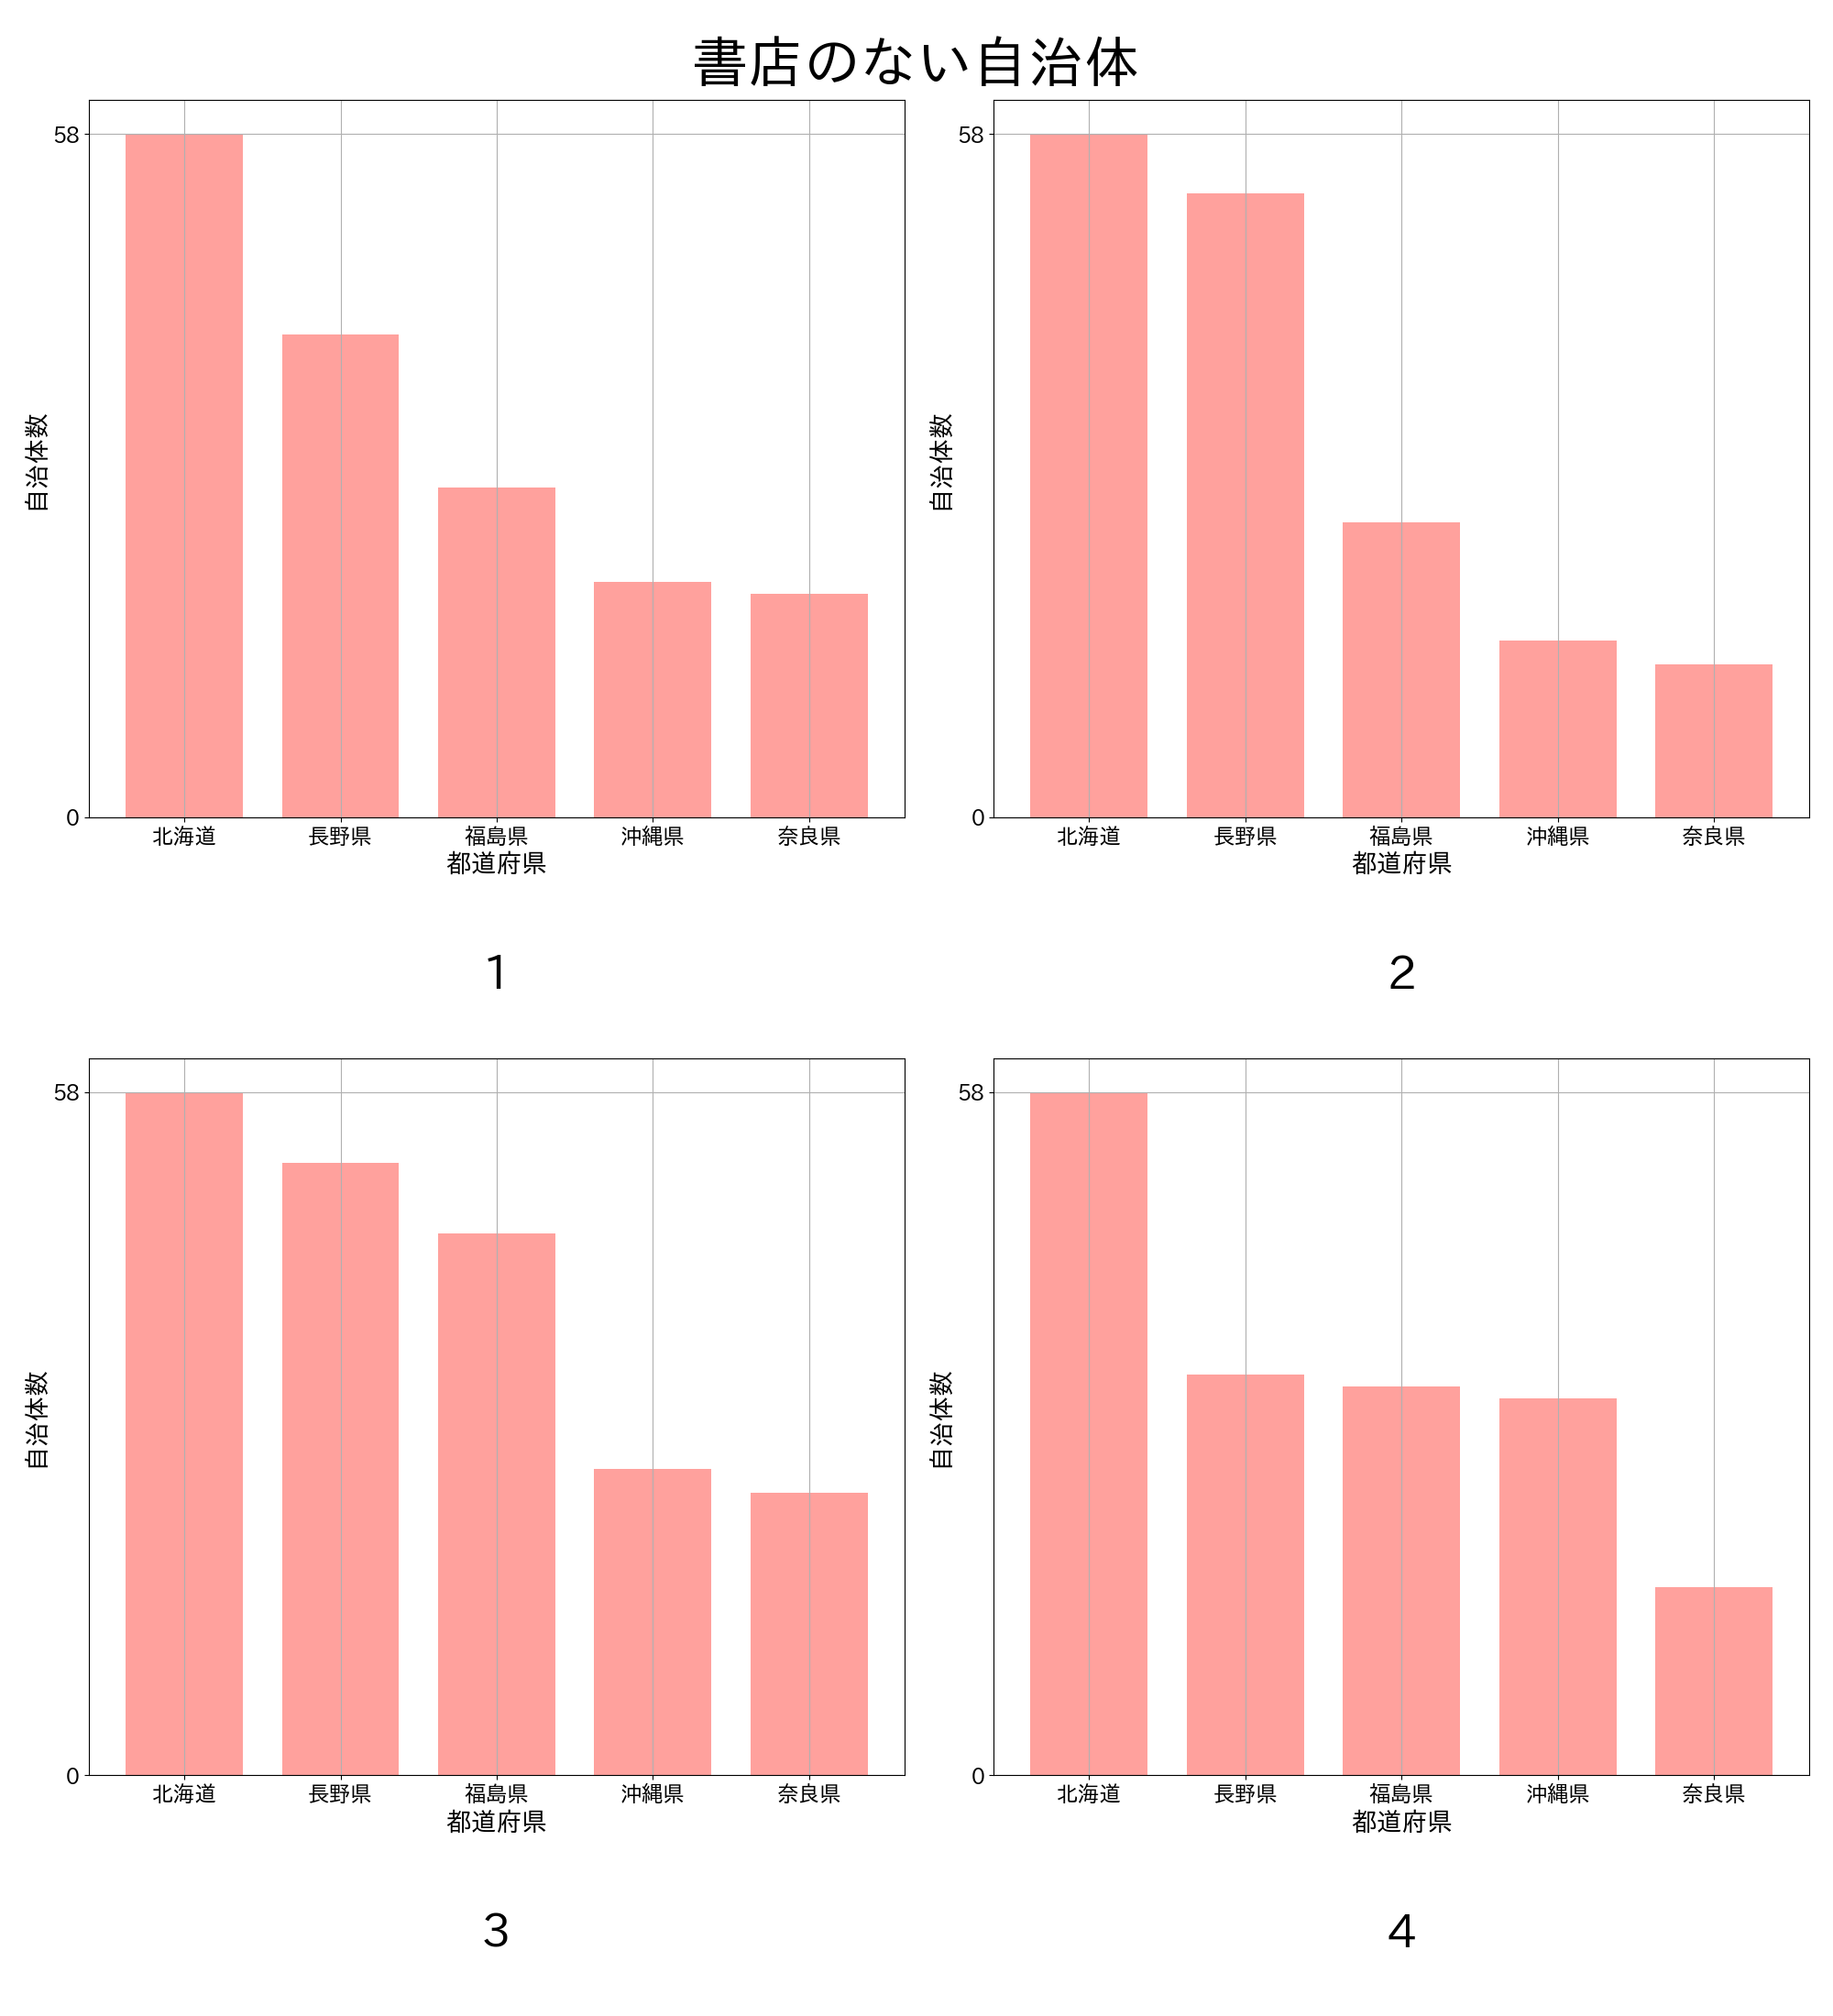 書店のない自治体
58
0
自治体数
北海道 長野県 福島県 沖縄県 奈良県
都道府県
1
58
0
自治体数
北海道 長野県 福島県 沖縄県 奈良県
都道府県
2
58
0
自治体数
北海道 長野県 福島県 沖縄県 奈良県
都道府県
3
58
0
自治体数
北海道 長野県 福島県 沖縄県 奈良県
都道府県
4